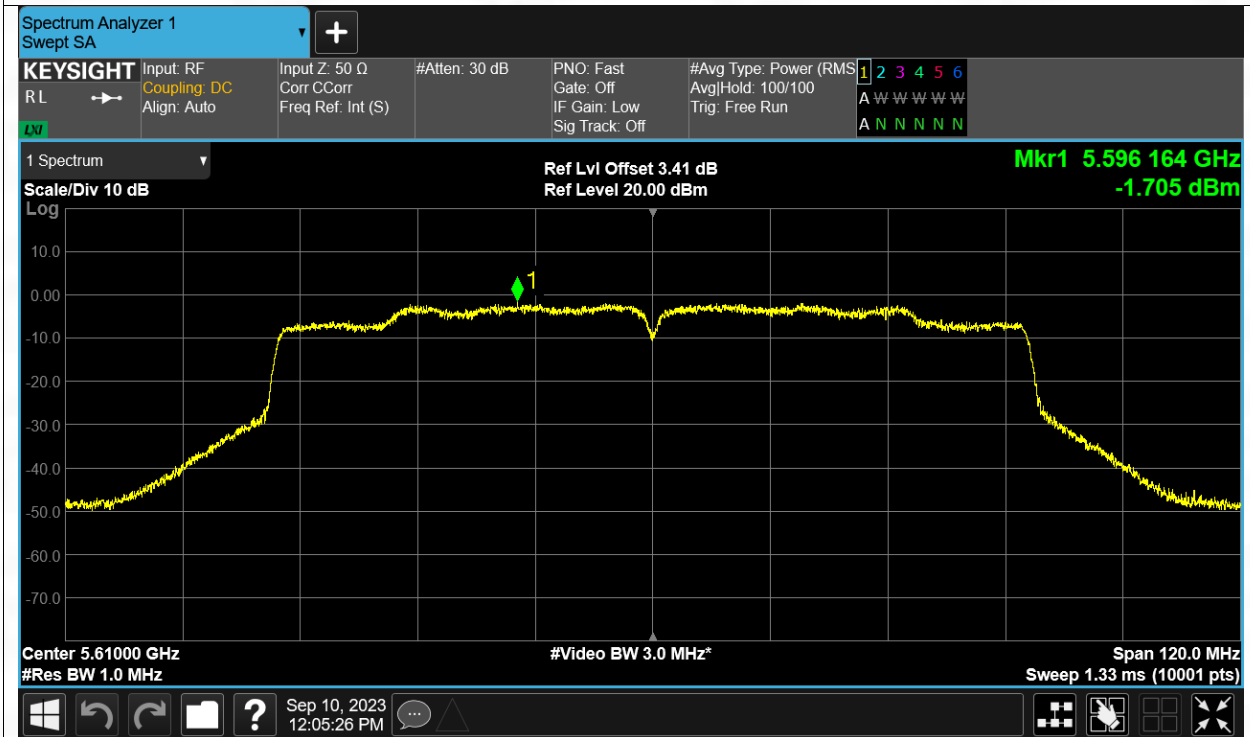 Spectrum Analyzer 1
Swept SA
+
KEYSIGHT
R L
LXI
Input: RF
Coupling: DC
Align: Auto
Input Z: 50 Ω
Corr CCorr
Freq Ref: Int (S)
#Atten: 30 dB
PNO: Fast
Gate: Off
IF Gain: Low
Sig Track: Off
#Avg Type: Power (RMS
Avg|Hold: 100/100
Trig: Free Run
1 2 3 4 5 6
A W W W W W
A N N N N N
1 Spectrum
Scale/Div 10 dB
Log
Ref Lvl Offset 3.41 dB
Ref Level 20.00 dBm
Mkr1 5.596 164 GHz
-1.705 dBm
10.0
0.00
-10.0
-20.0
-30.0
-40.0
-50.0
-60.0
-70.0
1
Center 5.61000 GHz
#Res BW 1.0 MHz
#Video BW 3.0 MHz*
Span 120.0 MHz
Sweep 1.33 ms (10001 pts)
?
Sep 10, 2023
12:05:26 PM